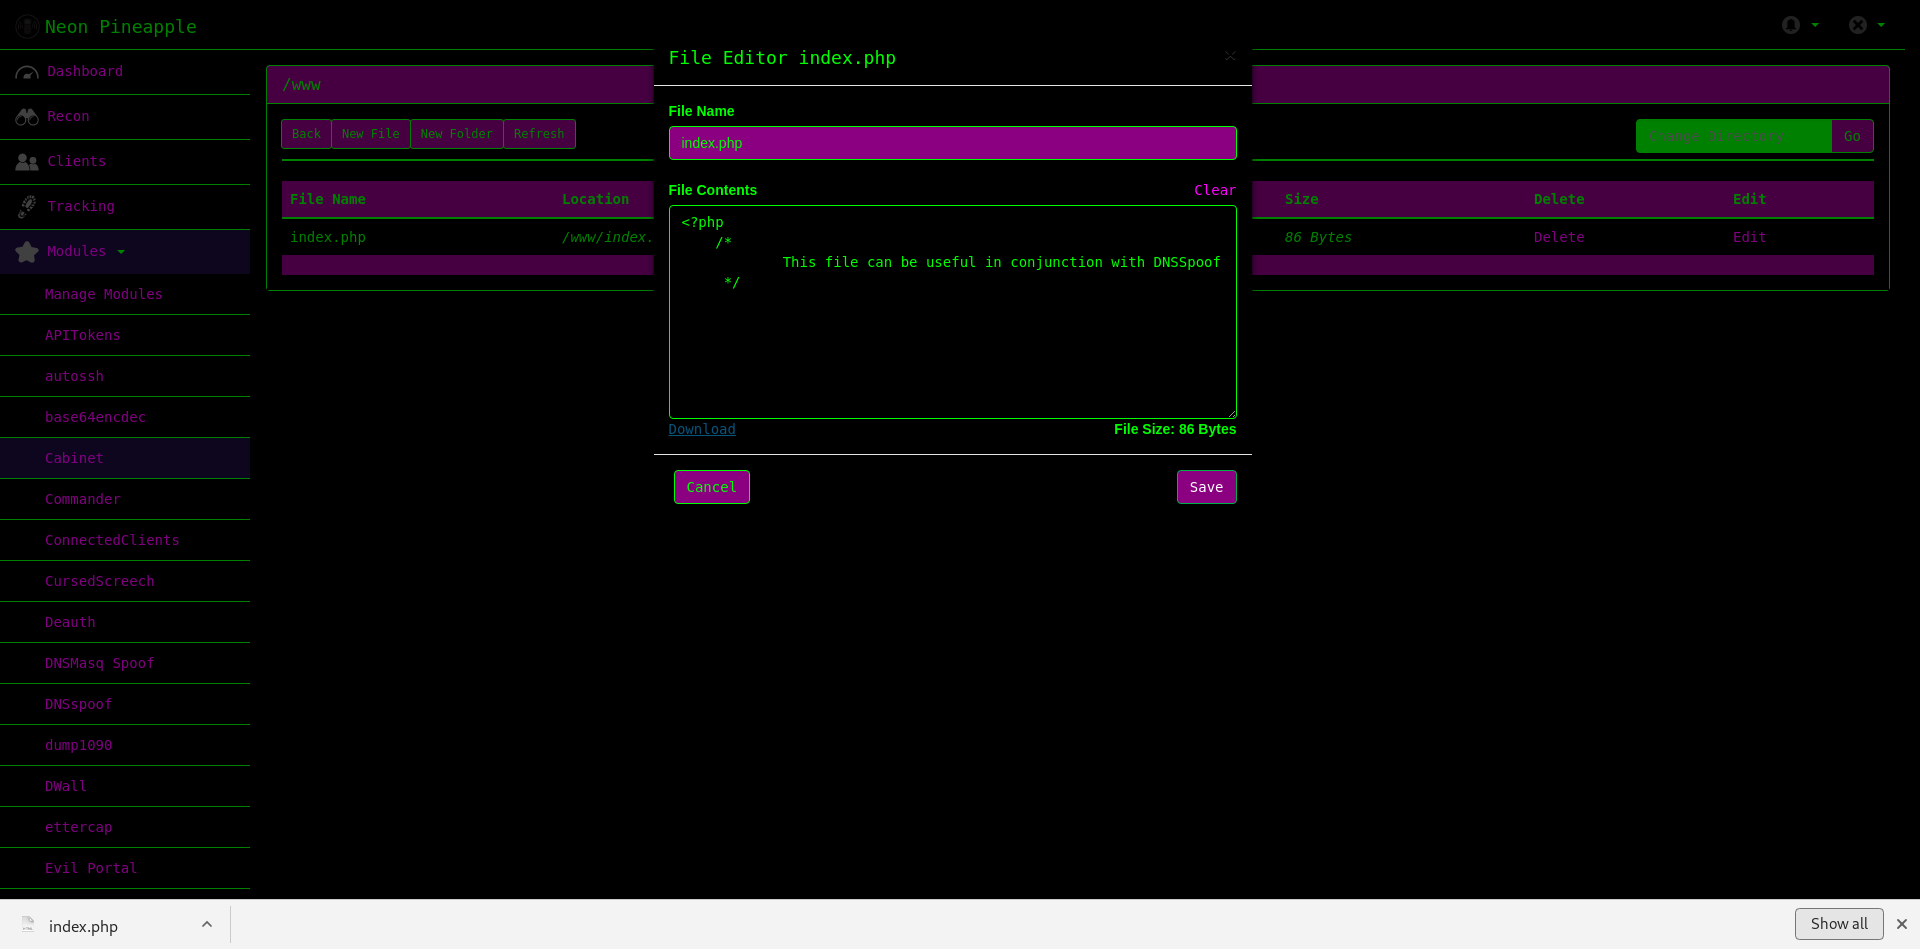 Neon Pineapple
Dashboard
Recon
Clients
Tracking
Modules
Manage Modules
APITokens
autossh
base64encdec
Cabinet
Commander
ConnectedClients
CursedScreech
Deauth
DNSMasq Spoof
DNSspoof
dump1090
DWall
ettercap
Evil Portal
/www
Back New File New Folder Refresh
Go
File Name Location Size Delete Edit
index.php /www/index. 86 Bytes Delete Edit
File Editor index.php
File Name
index.php
File Contents Clear
<?php
/*
This file can be useful in conjunction with DNSSpoof
*/
Download File Size: 86 Bytes
Cancel Save
index.php Show all